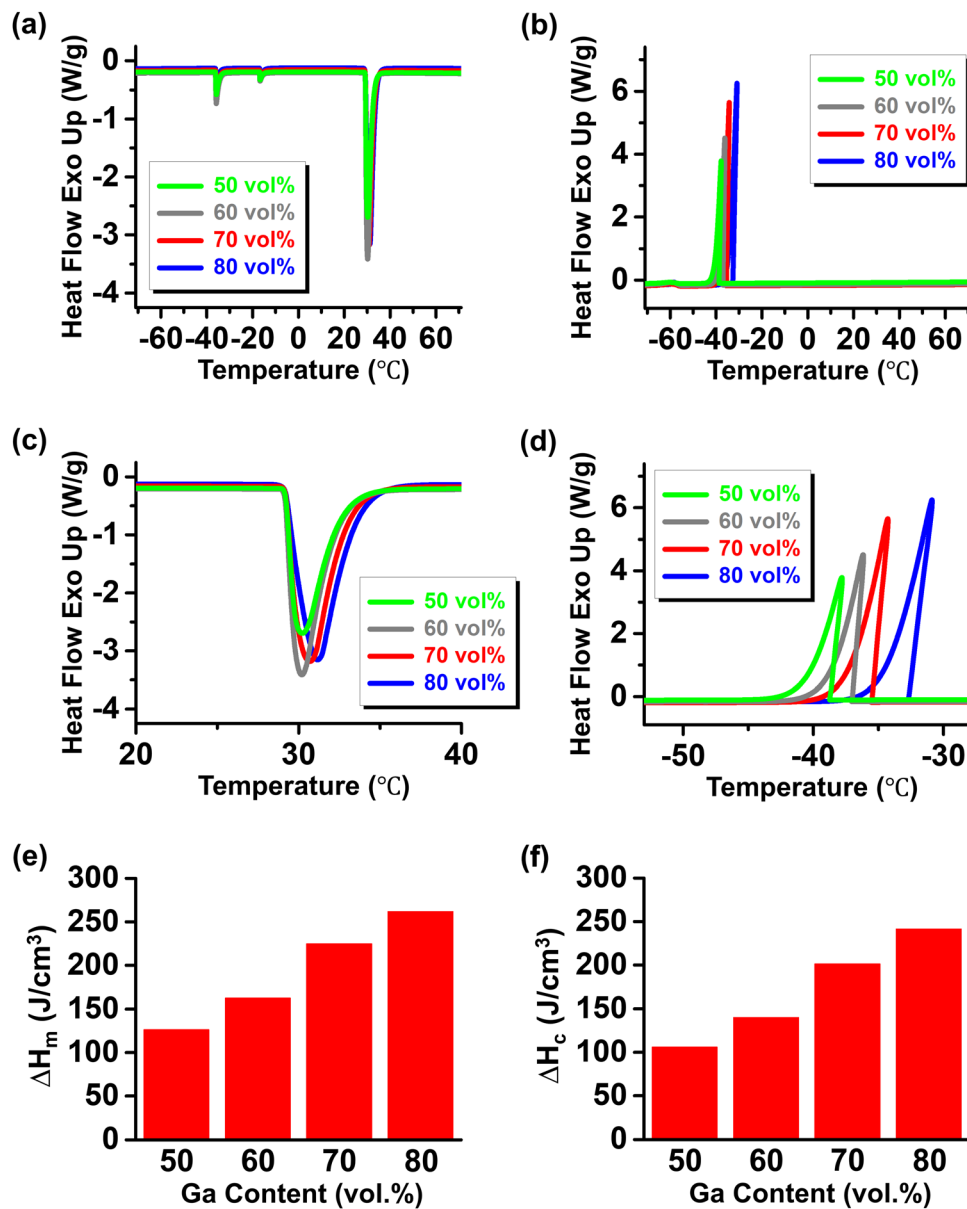 (a)
Heat Flow Exo Up (W/g)
0
-1
-2
-3
-4
50 vol%
60 vol%
70 vol%
80 vol%
-60 -40 -20 0 20 40 60
Temperature (℃)
(b)
Heat Flow Exo Up (W/g)
6
4
2
0
50 vol%
60 vol%
70 vol%
80 vol%
-60 -40 -20 0 20 40 60
Temperature (℃)
(c)
Heat Flow Exo Up (W/g)
0
-1
-2
-3
-4
50 vol%
60 vol%
70 vol%
80 vol%
20 30 40
Temperature (℃)
(d)
Heat Flow Exo Up (W/g)
6
4
2
0
50 vol%
60 vol%
70 vol%
80 vol%
-50 -40 -30
Temperature (℃)
(e)
ΔHm (J/cm³)
300
250
200
150
100
50
0
50 60 70 80
Ga Content (vol.%)
(f)
ΔHc (J/cm³)
300
250
200
150
100
50
0
50 60 70 80
Ga Content (vol.%)